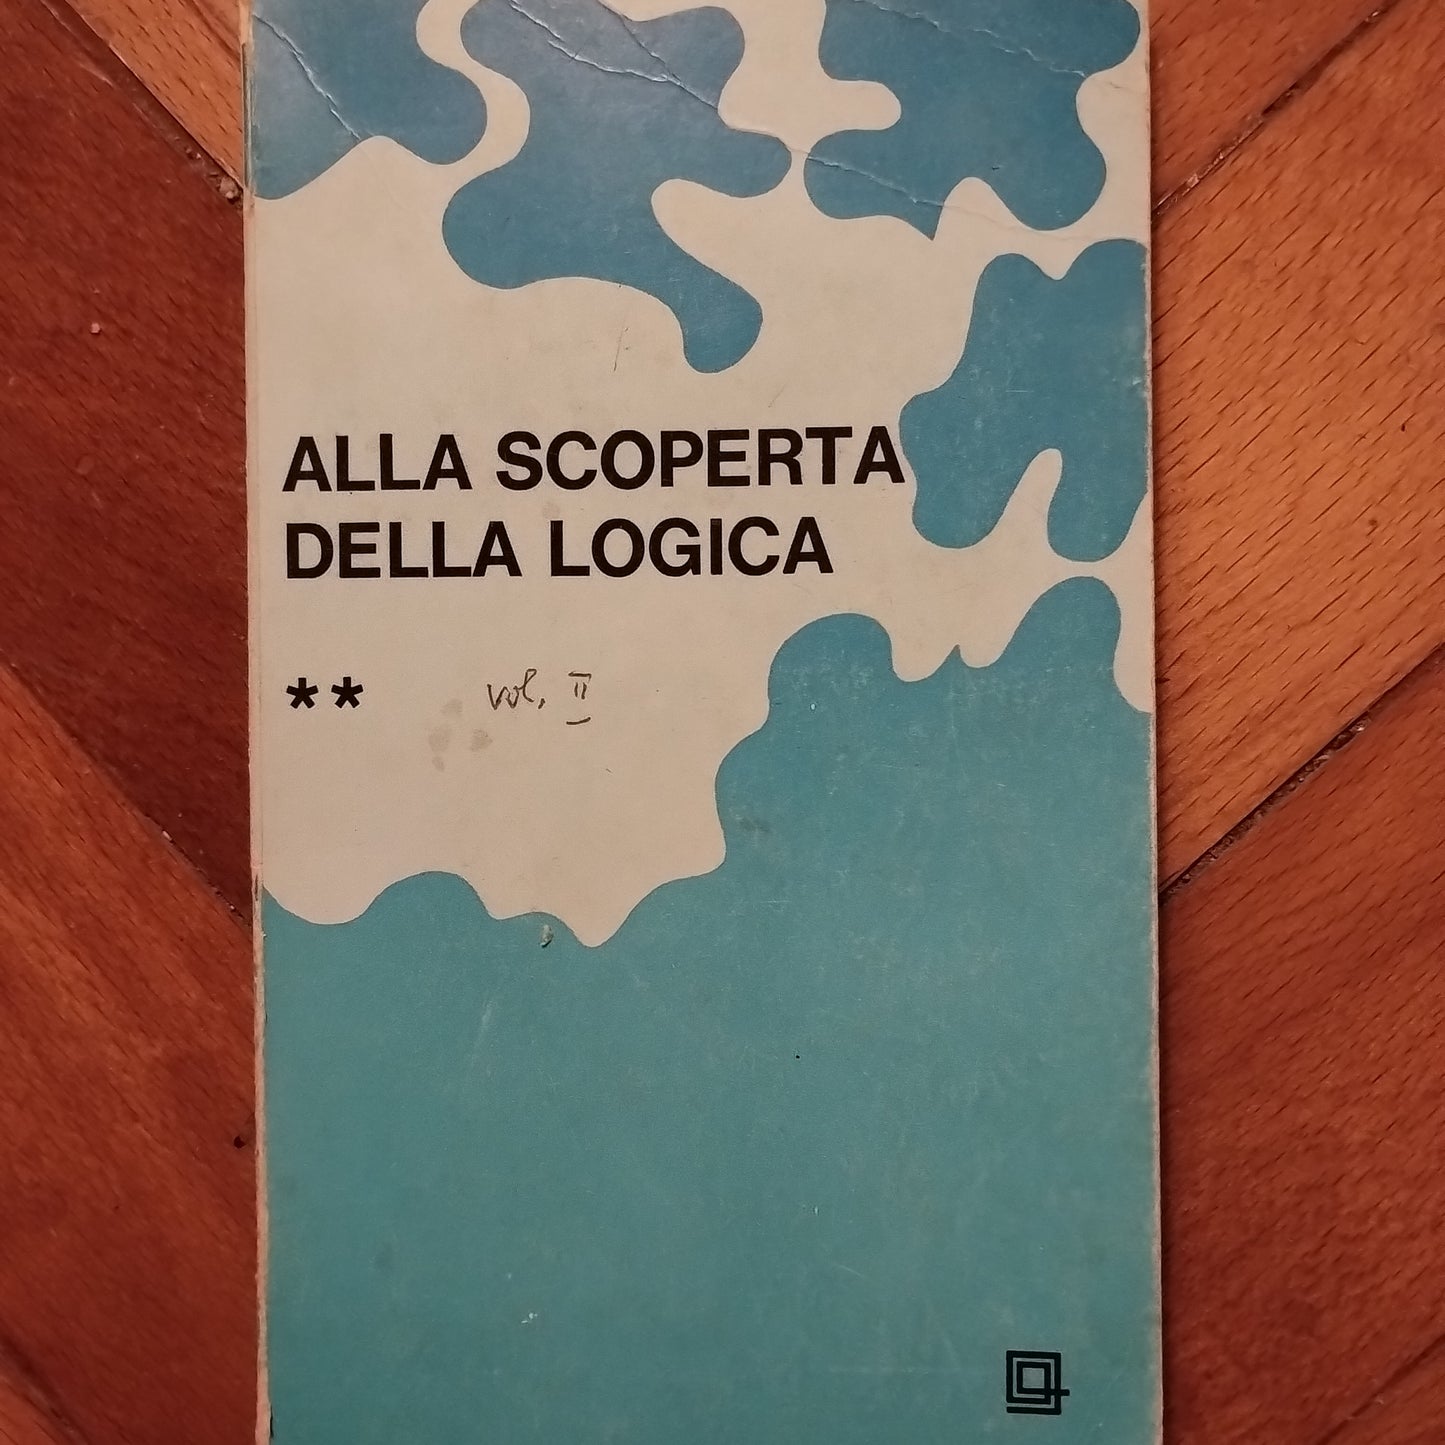 ALLA SCOPERTA
DELLA LOGICA
** vol. II